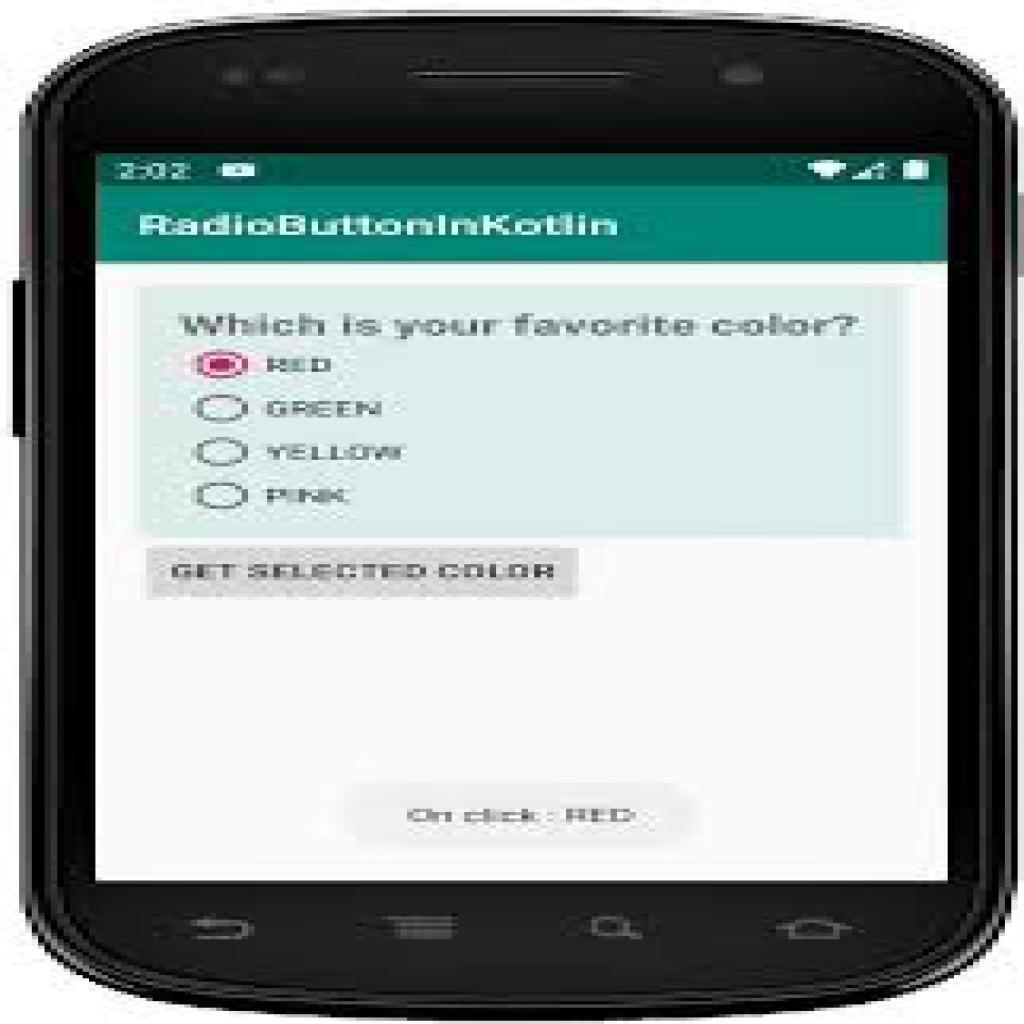 2:02
RadioButtonInKotlin
Which is your favorite color?
RED
GREEN
YELLOW
PINK
GET SELECTED COLOR
On click : RED